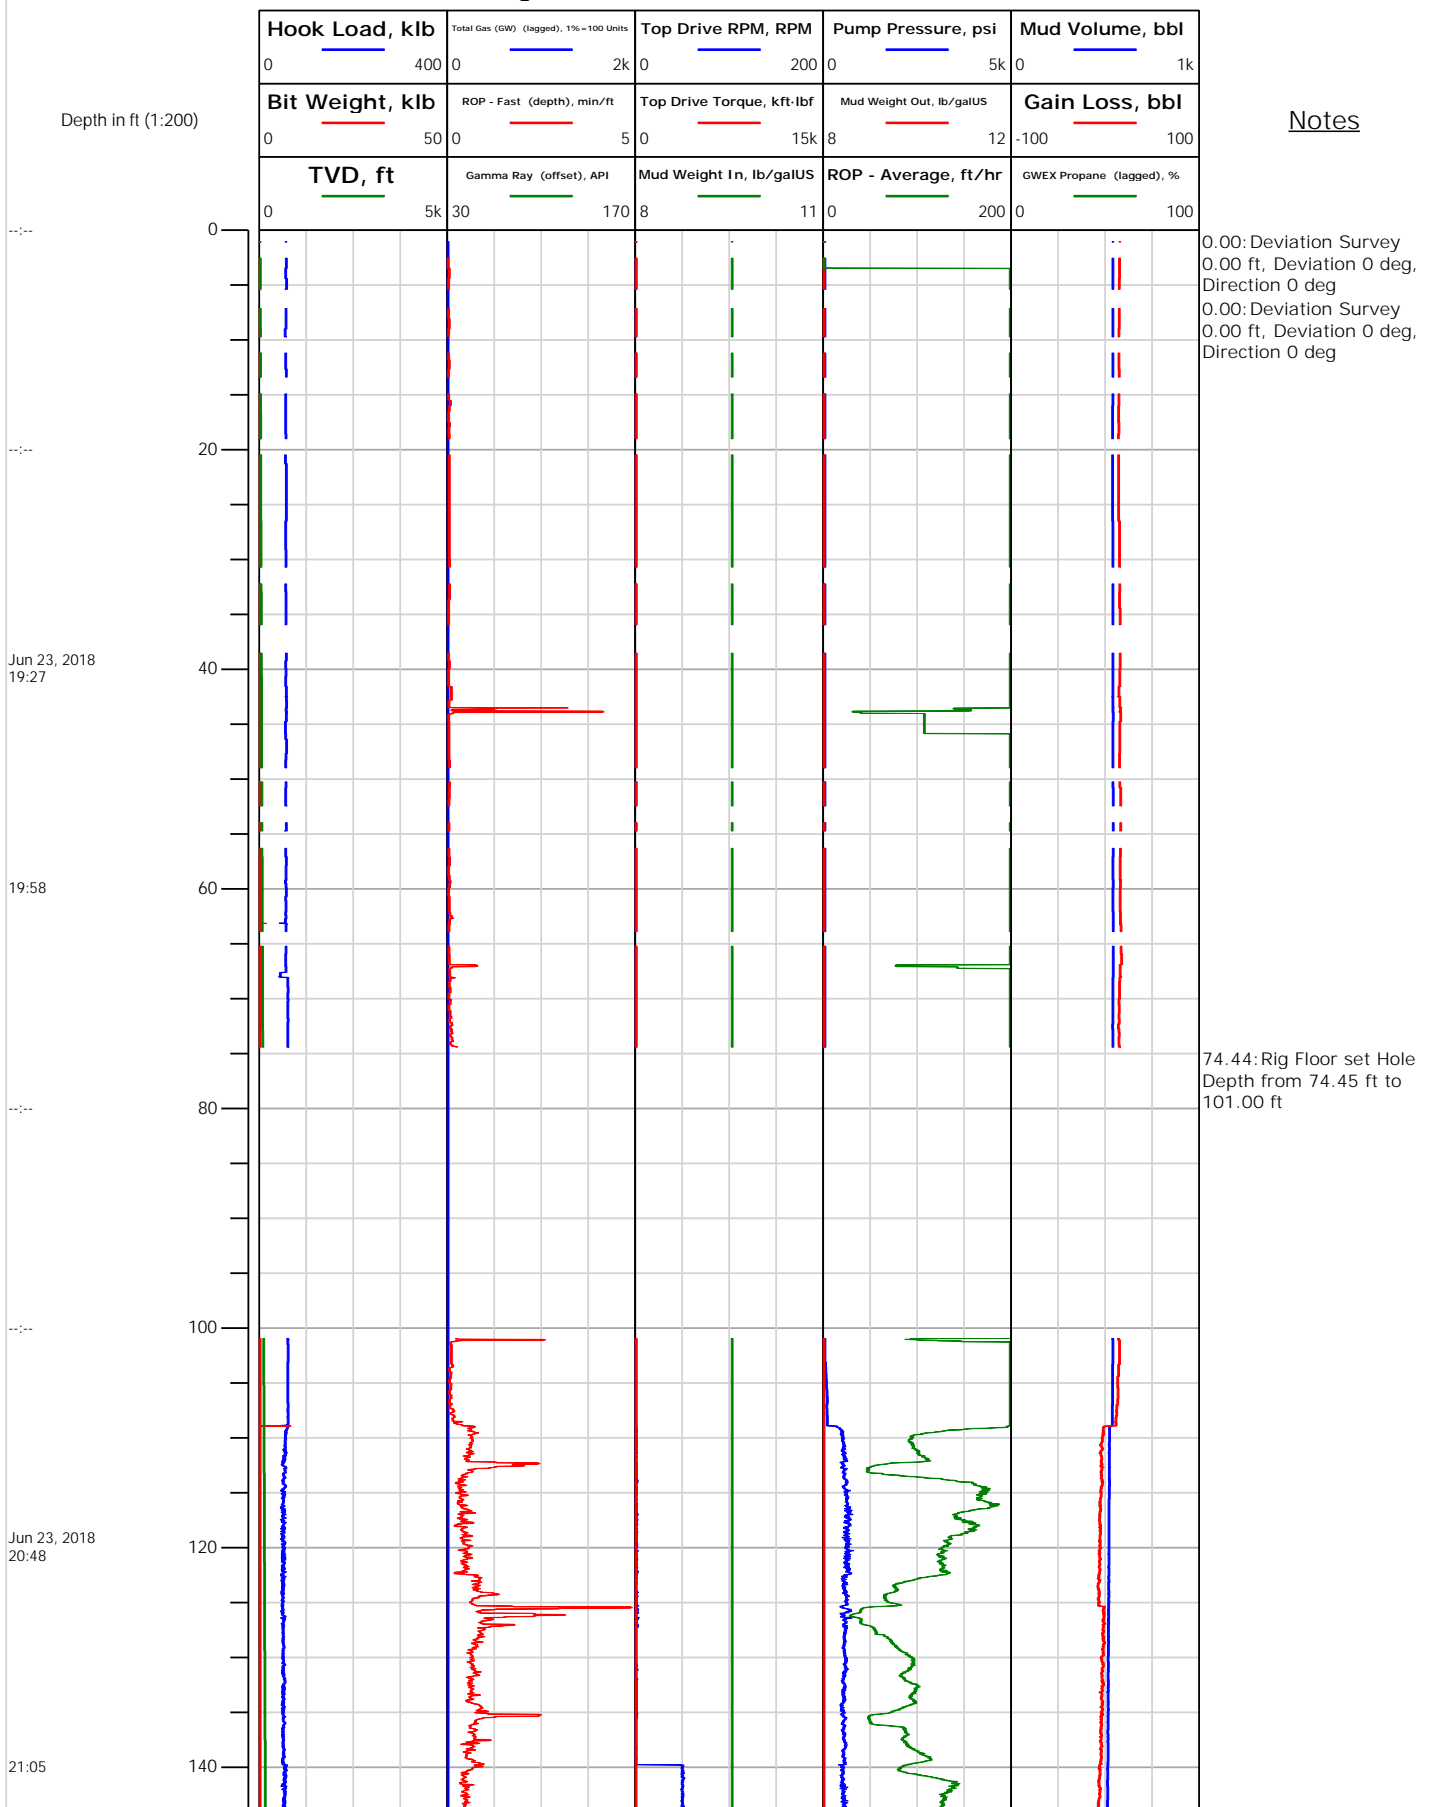 Hook Load, klb
0 400
Total Gas (GW) (lagged), 1%=100 Units
0 2k
Top Drive RPM, RPM
0 200
Pump Pressure, psi
0 5k
Mud Volume, bbl
0 1k
Depth in ft (1:200)
Bit Weight, klb
0 50
ROP - Fast (depth), min/ft
0 5
Top Drive Torque, kft·lbf
0 15k
Mud Weight Out, lb/galUS
8 12
Gain Loss, bbl
-100 100
Notes
TVD, ft
0 5k
Gamma Ray (offset), API
30 170
Mud Weight In, lb/galUS
8 11
ROP - Average, ft/hr
0 200
GWEX Propane (lagged), %
0 100
--:-- 0
0.00: Deviation Survey
0.00 ft, Deviation 0 deg,
Direction 0 deg
0.00: Deviation Survey
0.00 ft, Deviation 0 deg,
Direction 0 deg
--:-- 20
Jun 23, 2018
19:27
40
19:58 60
74.44: Rig Floor set Hole
Depth from 74.45 ft to
101.00 ft
--:-- 80
--:-- 100
Jun 23, 2018
20:48
120
21:05 140